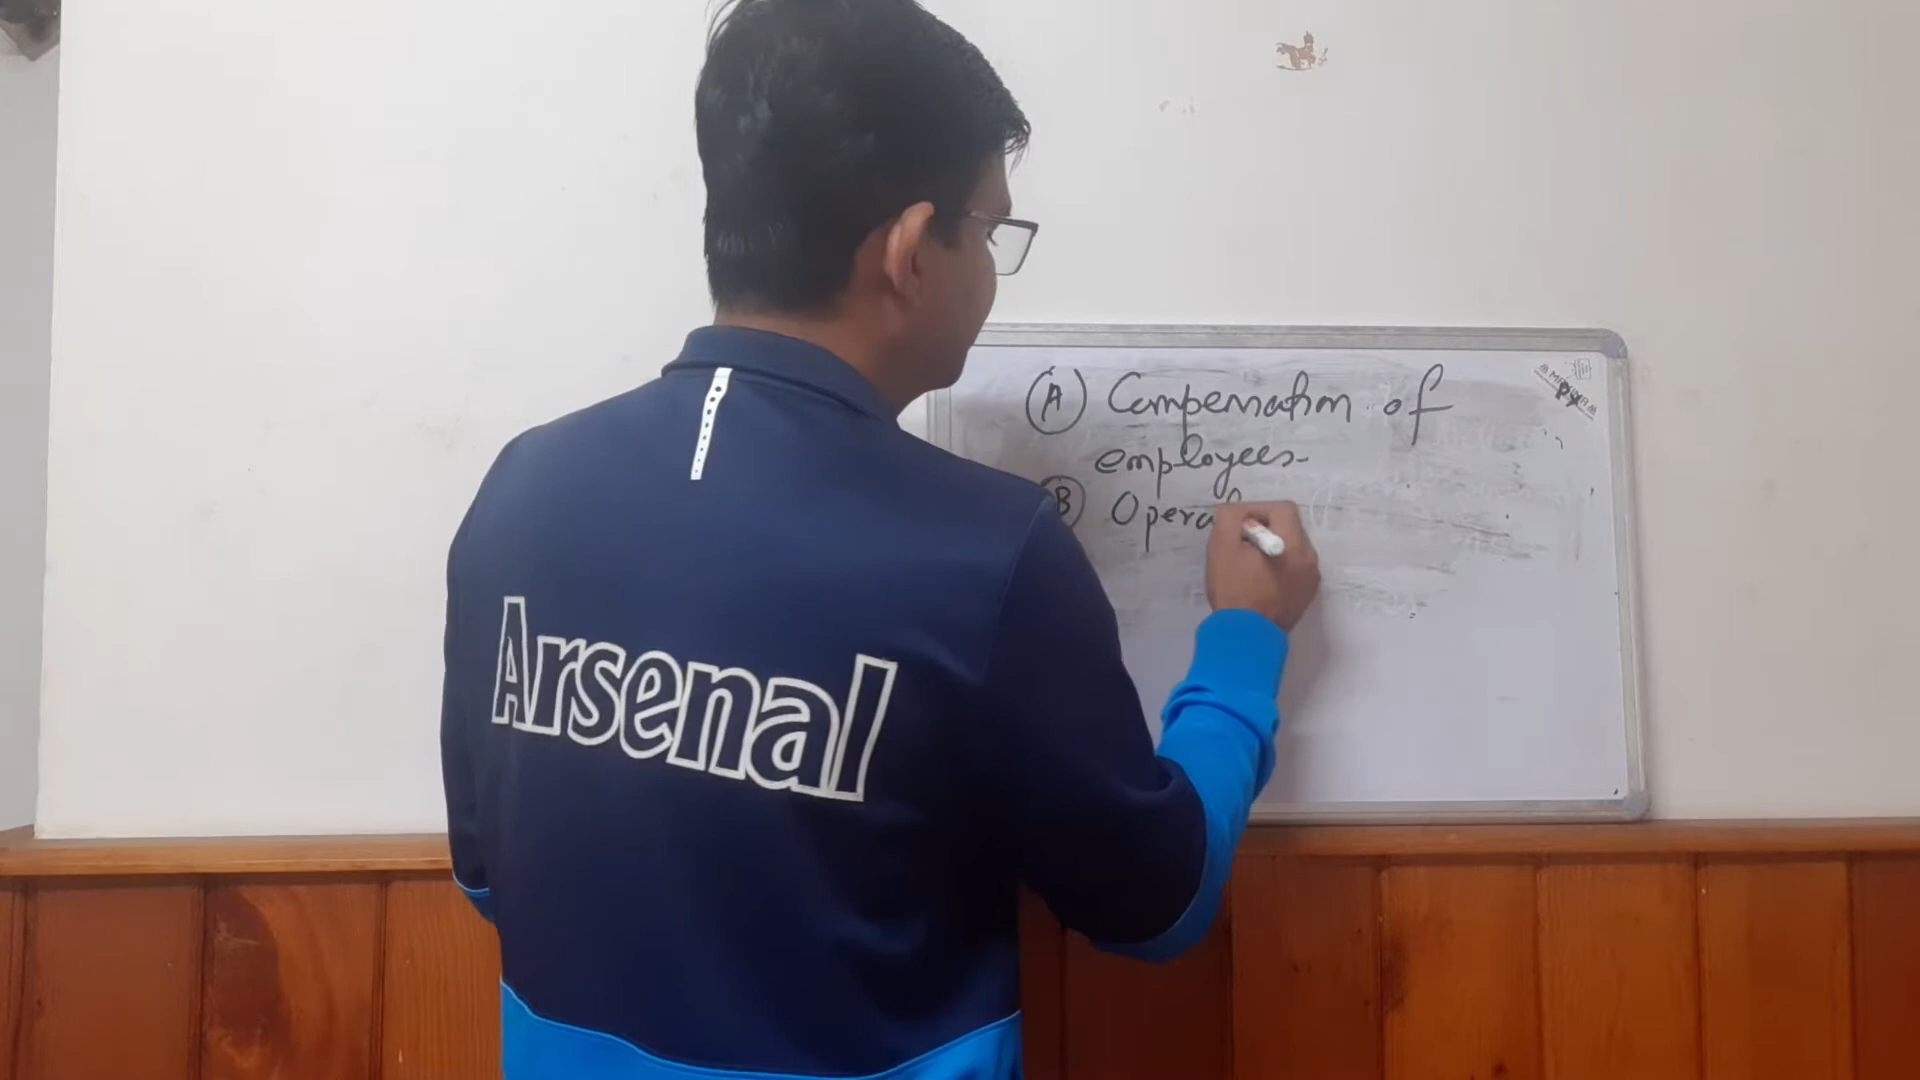 (A) Compensation of
employees-
(B) Opera
Arsenal